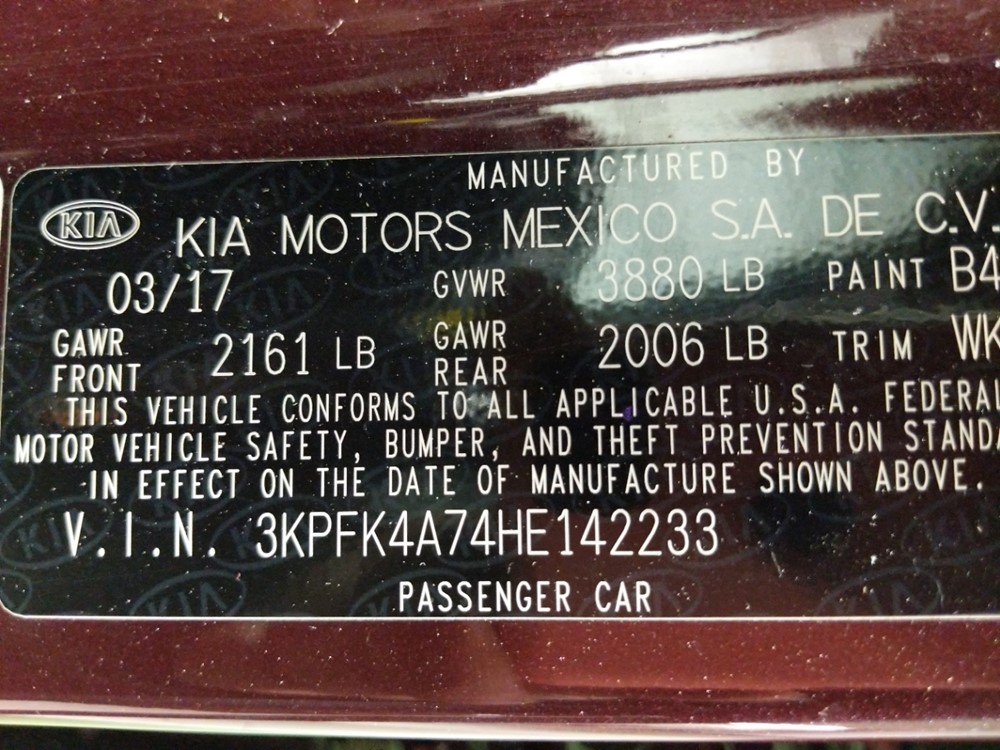 MANUFACTURED BY
KIA KIA MOTORS MEXICO S.A. DE C.V.
03/17 GVWR 3880 LB PAINT B4
GAWR FRONT 2161 LB GAWR REAR 2006 LB TRIM WK
THIS VEHICLE CONFORMS TO ALL APPLICABLE U.S.A. FEDERAL
MOTOR VEHICLE SAFETY, BUMPER, AND THEFT PREVENTION STANDA
IN EFFECT ON THE DATE OF MANUFACTURE SHOWN ABOVE.
V.I.N. 3KPFK4A74HE142233
PASSENGER CAR